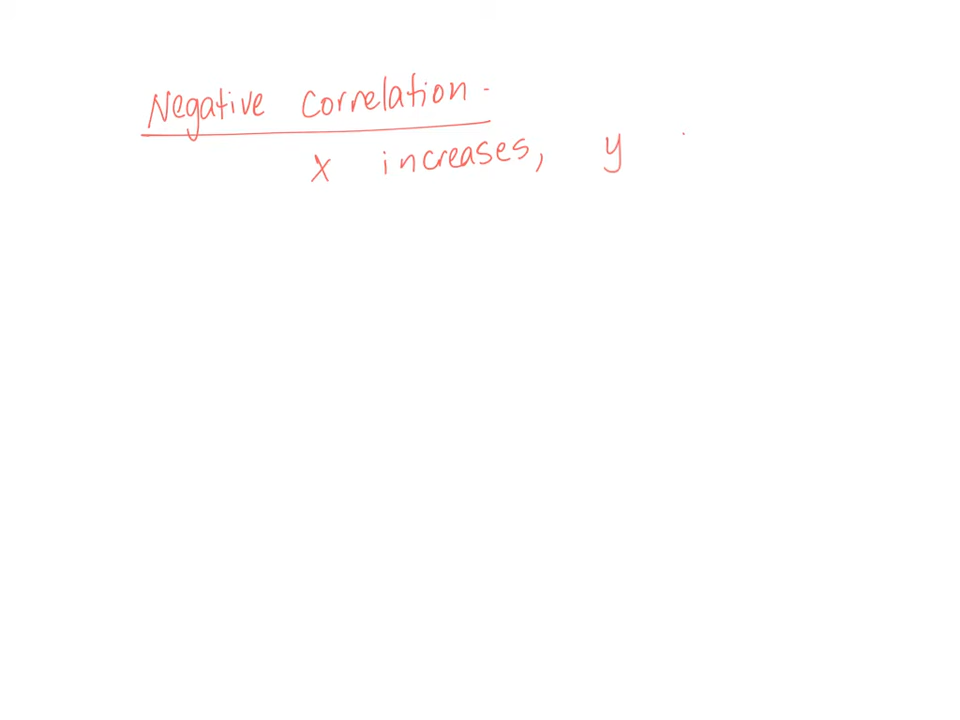 Negative Correlation.
x increases, y